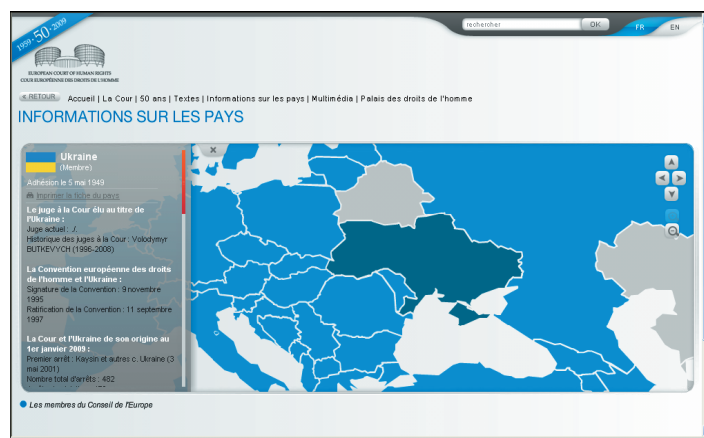 1959 - 50 - 2009
rechercher
OK
FR
EN
EUROPEAN COURT OF HUMAN RIGHTS
COUR EUROPÉENNE DES DROITS DE L'HOMME
< RETOUR
Accueil | La Cour | 50 ans | Textes | Informations sur les pays | Multimédia | Palais des droits de l'homme
INFORMATIONS SUR LES PAYS
Ukraine
(Membre)
Adhésion le 5 mai 1949
Imprimer la fiche du pays
Le juge à la Cour élu au titre de
l'Ukraine :
Juge actuel : ./.
Historique des juges à la Cour : Volodymyr
BUTKEVYCH (1996-2008)
La Convention européenne des droits
de l'homme et l'Ukraine :
Signature de la Convention : 9 novembre
1995
Ratification de la Convention : 11 septembre
1997
La Cour et l'Ukraine de son origine au
1er janvier 2009 :
Premier arrêt : Kaysin et autres c. Ukraine (3
mai 2001)
Nombre total d'arrêts : 482
Les membres du Conseil de l'Europe